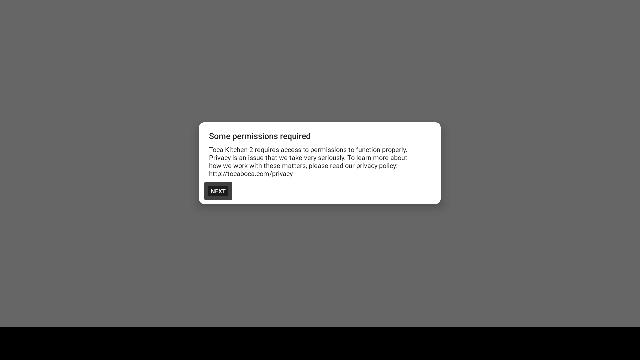 Some permissions required
Toca Kitchen 2 requires access to permissions to function properly.
Privacy is an issue that we take very seriously. To learn more about
how we work with these matters, please read our privacy policy:
http://tocaboca.com/privacy
NEXT